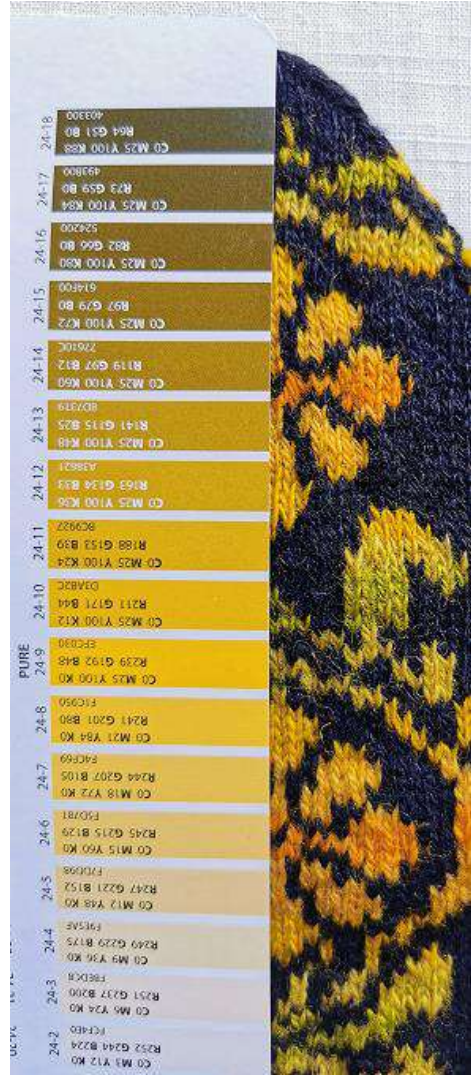 24-18
C0 M25 Y100 K88
R64 G51 B0
403300
24-17
C0 M25 Y100 K84
R73 G59 B0
493B00
24-16
C0 M25 Y100 K80
R82 G66 B0
524200
24-15
C0 M25 Y100 K72
R97 G79 B0
614F00
24-14
C0 M25 Y100 K60
R119 G97 B12
77610C
24-13
C0 M25 Y100 K48
R141 G115 B25
8D7319
24-12
C0 M25 Y100 K36
R163 G134 B33
A38621
24-11
C0 M25 Y100 K24
R188 G153 B39
BC9927
24-10
C0 M25 Y100 K12
R211 G171 B44
D3AB2C
PURE
24-9
C0 M25 Y100 K0
R239 G192 B48
EFC030
24-8
C0 M21 Y84 K0
R241 G201 B80
F1C950
24-7
C0 M18 Y72 K0
R244 G207 B105
F4CF69
24-6
C0 M15 Y60 K0
R245 G215 B129
F5D781
24-5
C0 M12 Y48 K0
R247 G221 B152
F7DD98
24-4
C0 M9 Y36 K0
R249 G229 B175
F9E5AF
24-3
C0 M6 Y24 K0
R251 G237 B200
FBEDC8
24-2
C0 M3 Y12 K0
R252 G244 B224
FCF4E0